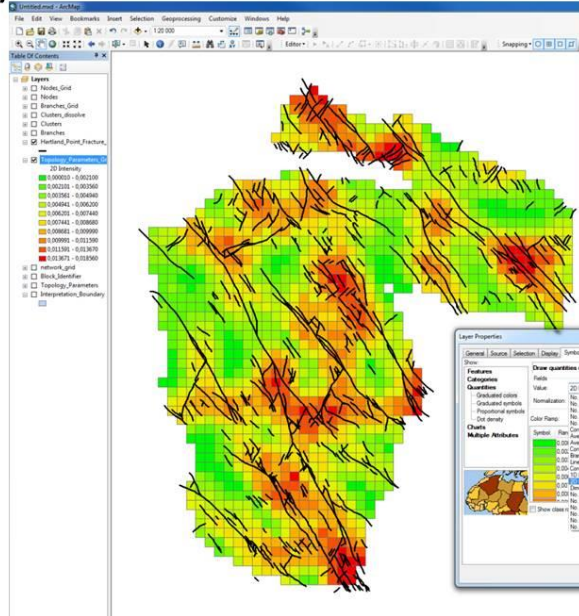 Untitled.mxd - ArcMap
File Edit View Bookmarks Insert Selection Geoprocessing Customize Windows Help
1:20 000
Editor
Snapping
Table Of Contents
Layers
Nodes_Grid
Nodes
Branches_Grid
Clusters_dissolve
Clusters
Branches
Hartland_Point_Fracture_
Topology_Parameters_Gr
2D Intensity
0,000010 - 0,002100
0,002101 - 0,003560
0,003561 - 0,004940
0,004941 - 0,006200
0,006201 - 0,007440
0,007441 - 0,008680
0,008681 - 0,009990
0,009991 - 0,011590
0,011591 - 0,013670
0,013671 - 0,018560
network_grid
Block_Identifier
Topology_Parameters
Interpretation_Boundary
Layer Properties
General Source Selection Display Symbo
Show:
Features
Categories
Quantities
Graduated colors
Graduated symbols
Proportional symbols
Dot density
Charts
Multiple Attributes
Draw quantities
Fields
Value:
Normalization:
Color Ramp:
Symbol Ran
Show class